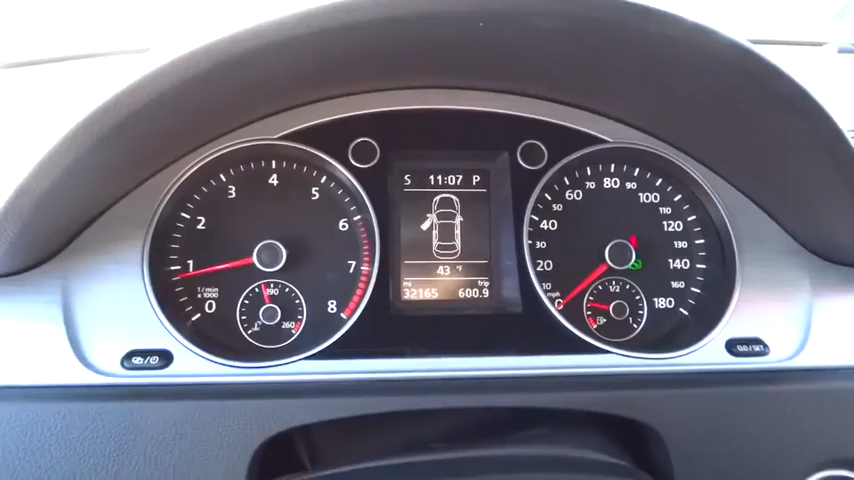 S 11:07 P
43 °F
mi trip
32165 600.9
0 1 2 3 4 5 6 7 8
1/min
x1000
190
260
0 10 20 30 40 50 60 70 80 90 100 110 120 130 140 160 180
mph
1/2
1
0.0/SET